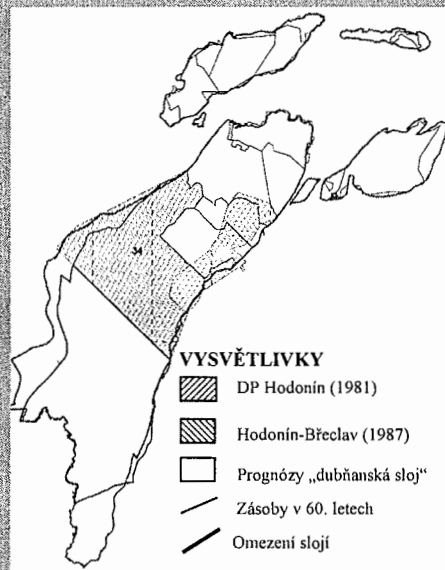 VYSVĚTLIVKY
DP Hodonín (1981)
Hodonín-Břeclav (1987)
Prognózy „dubňanská sloj"
Zásoby v 60. letech
Omezení slojí